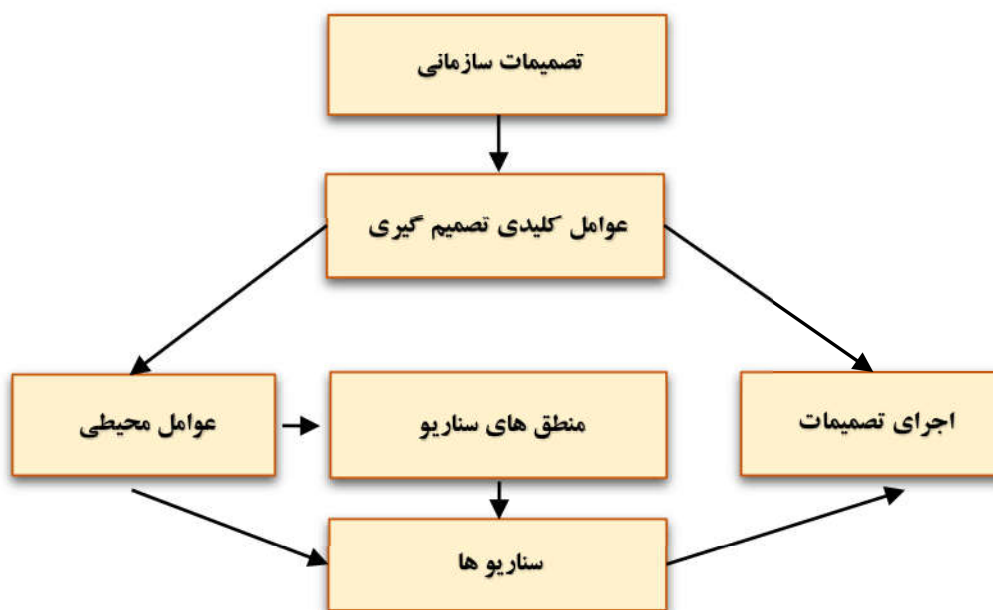 تصمیمات سازمانی
عوامل کلیدی تصمیم گیری
اجرای تصمیمات
منطق های سناریو
عوامل محیطی
سناریو ها